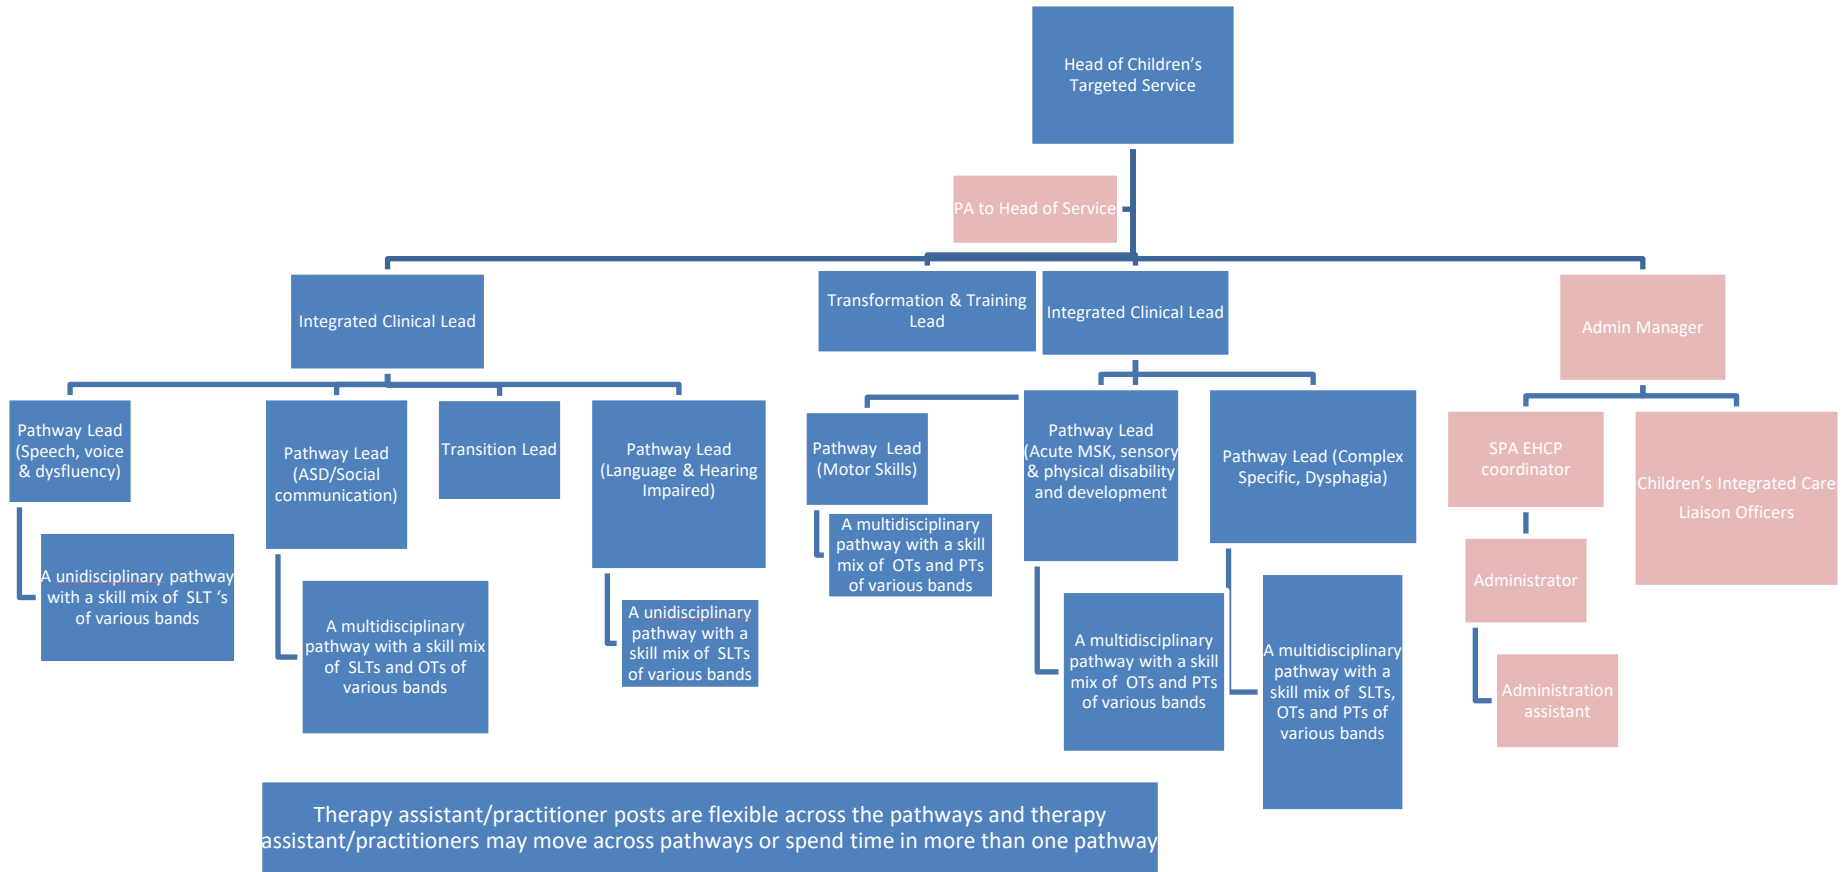 Head of Children’s
Targeted Service
PA to Head of Service
Integrated Clinical Lead
Transformation & Training
Lead
Integrated Clinical Lead
Admin Manager
Pathway Lead
(Speech, voice
& dysfluency)
Pathway Lead
(ASD/Social
communication)
Transition Lead
Pathway Lead
(Language & Hearing
Impaired)
Pathway Lead
(Motor Skills)
Pathway Lead
(Acute MSK, sensory
& physical disability
and development
Pathway Lead (Complex
Specific, Dysphagia)
SPA EHCP
coordinator
Children’s Integrated Care
Liaison Officers
A unidisciplinary pathway
with a skill mix of SLT ‘s
of various bands
A multidisciplinary
pathway with a skill mix
of SLTs and OTs of
various bands
A unidisciplinary
pathway with a
skill mix of SLTs
of various bands
A multidisciplinary
pathway with a skill
mix of OTs and PTs
of various bands
A multidisciplinary
pathway with a skill
mix of OTs and PTs
of various bands
A multidisciplinary
pathway with a
skill mix of SLTs,
OTs and PTs of
various bands
Administrator
Administration
assistant
Therapy assistant/practitioner posts are flexible across the pathways and therapy
assistant/practitioners may move across pathways or spend time in more than one pathway